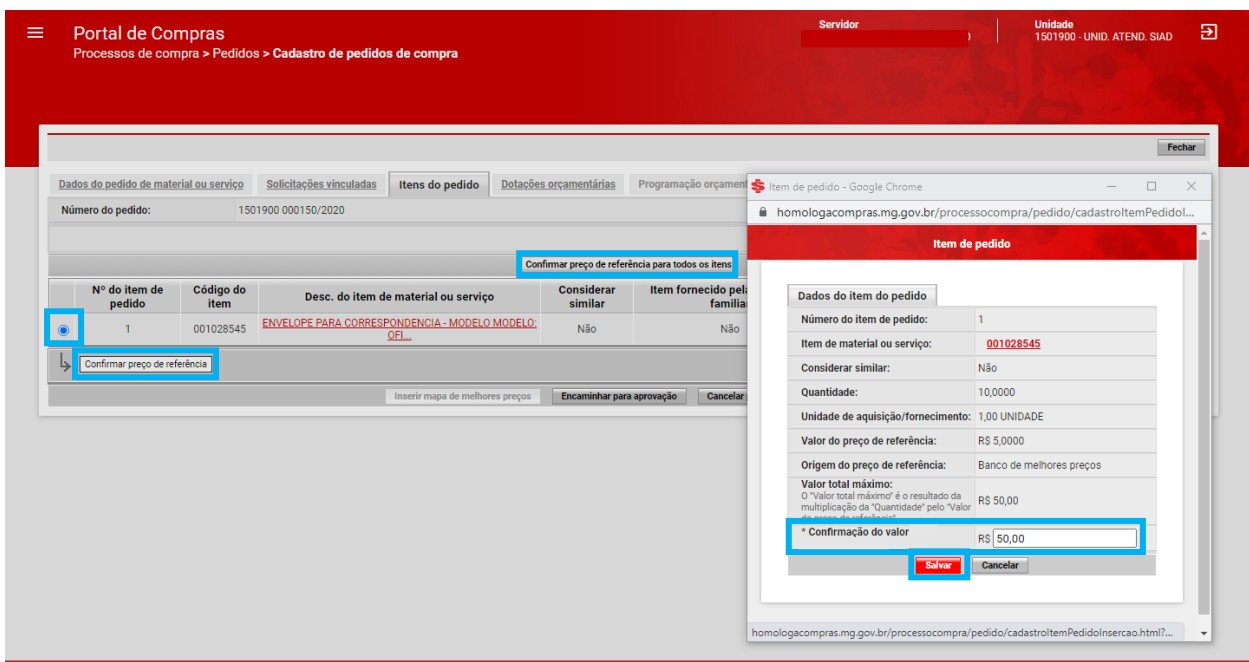 Portal de Compras
Processos de compra > Pedidos > Cadastro de pedidos de compra
Servidor
Unidade
1501900 - UNID. ATEND. SIAD
Fechar
Dados do pedido de material ou serviço
Solicitações vinculadas
Itens do pedido
Dotações orçamentárias
Programação orçament
Número do pedido:
1501900 000150/2020
Confirmar preço de referência para todos os itens
Nº do item de pedido
Código do item
Desc. do item de material ou serviço
Considerar similar
Item fornecido pel
familia
1
001028545
ENVELOPE PARA CORRESPONDENCIA - MODELO MODELO:
OFI...
Não
Não
Confirmar preço de referência
Inserir mapa de melhores preços
Encaminhar para aprovação
Cancelar
Item de pedido - Google Chrome
homologacompras.mg.gov.br/processocompra/pedido/cadastroItemPedidoI...
Item de pedido
Dados do item do pedido
Número do item de pedido:
1
Item de material ou serviço:
001028545
Considerar similar:
Não
Quantidade:
10,0000
Unidade de aquisição/fornecimento:
1,00 UNIDADE
Valor do preço de referência:
R$ 5,0000
Origem do preço de referência:
Banco de melhores preços
Valor total máximo:
O "Valor total máximo" é o resultado da
multiplicação da "Quantidade" pelo "Valor
R$ 50,00
* Confirmação do valor
R$ 50,00
Salvar
Cancelar
homologacompras.mg.gov.br/processocompra/pedido/cadastroItemPedidoInsercao.html?...